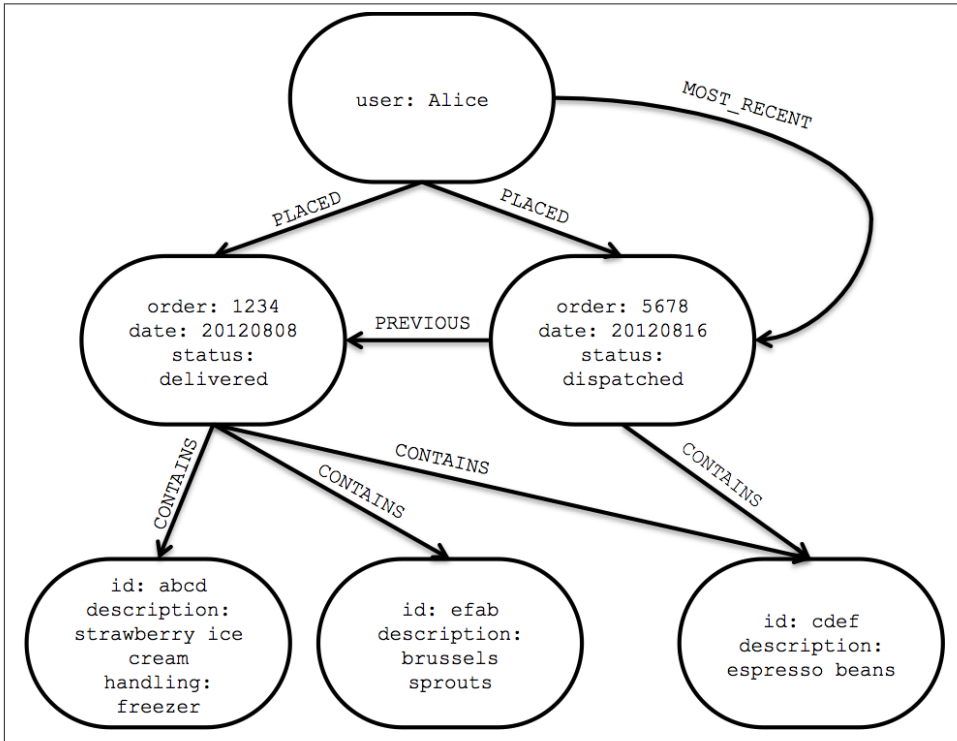 user: Alice
MOST_RECENT
PLACED
PLACED
order: 1234
date: 20120808
status:
delivered
PREVIOUS
order: 5678
date: 20120816
status:
dispatched
CONTAINS
CONTAINS
CONTAINS
CONTAINS
id: abcd
description:
strawberry ice
cream
handling:
freezer
id: efab
description:
brussels
sprouts
id: cdef
description:
espresso beans